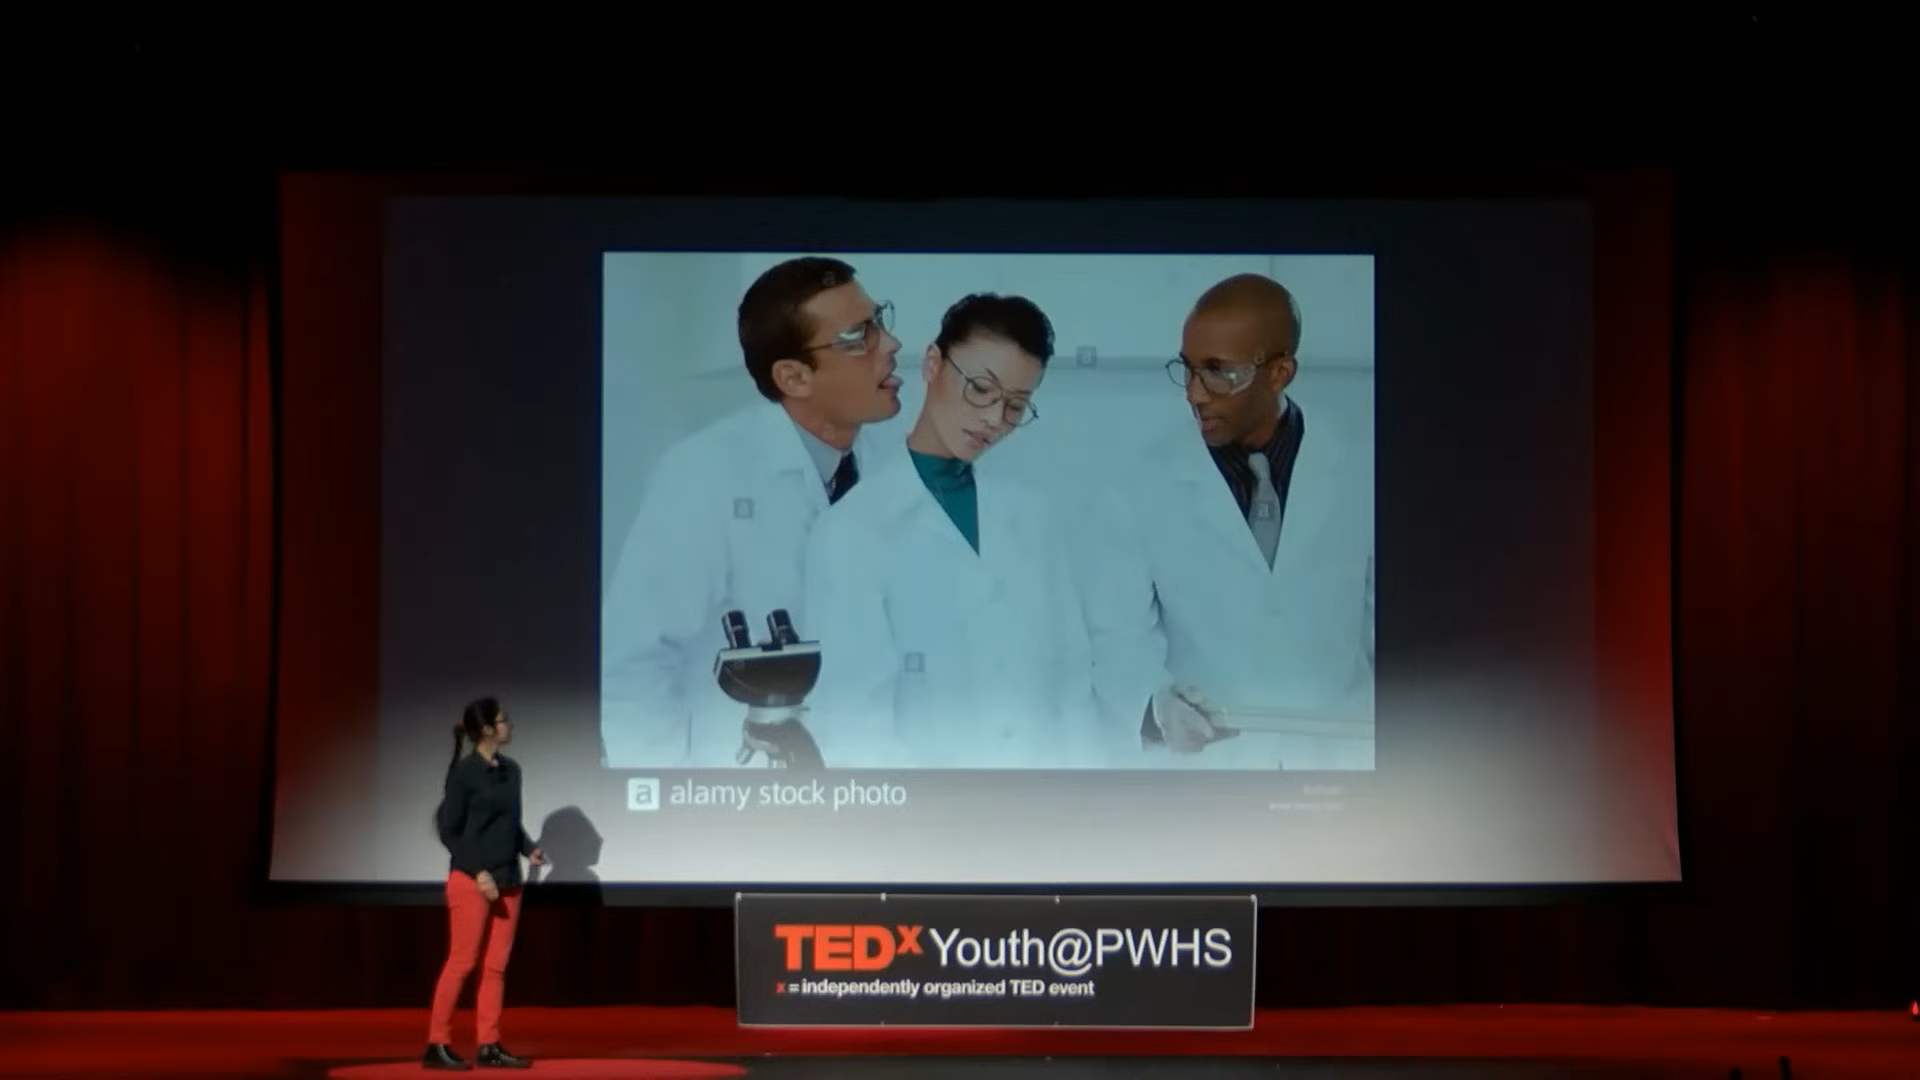 a alamy stock photo
TEDx Youth@PWHS
x = independently organized TED event